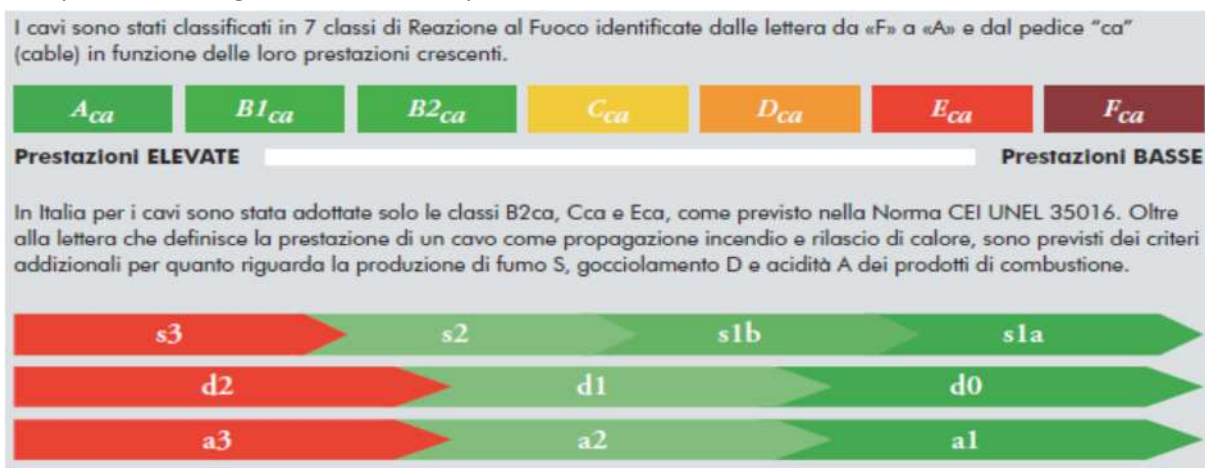 I cavi sono stati classificati in 7 classi di Reazione al Fuoco identificate dalle lettera da «F» a «A» e dal pedice “ca”
(cable) in funzione delle loro prestazioni crescenti.
Aca B1ca B2ca Cca Dca Eca Fca
Prestazioni ELEVATE Prestazioni BASSE
In Italia per i cavi sono stata adottate solo le classi B2ca, Cca e Eca, come previsto nella Norma CEI UNEL 35016. Oltre
alla lettera che definisce la prestazione di un cavo come propagazione incendio e rilascio di calore, sono previsti dei criteri
addizionali per quanto riguarda la produzione di fumo S, gocciolamento D e acidità A dei prodotti di combustione.
s3 s2 s1b s1a
d2 d1 d0
a3 a2 a1